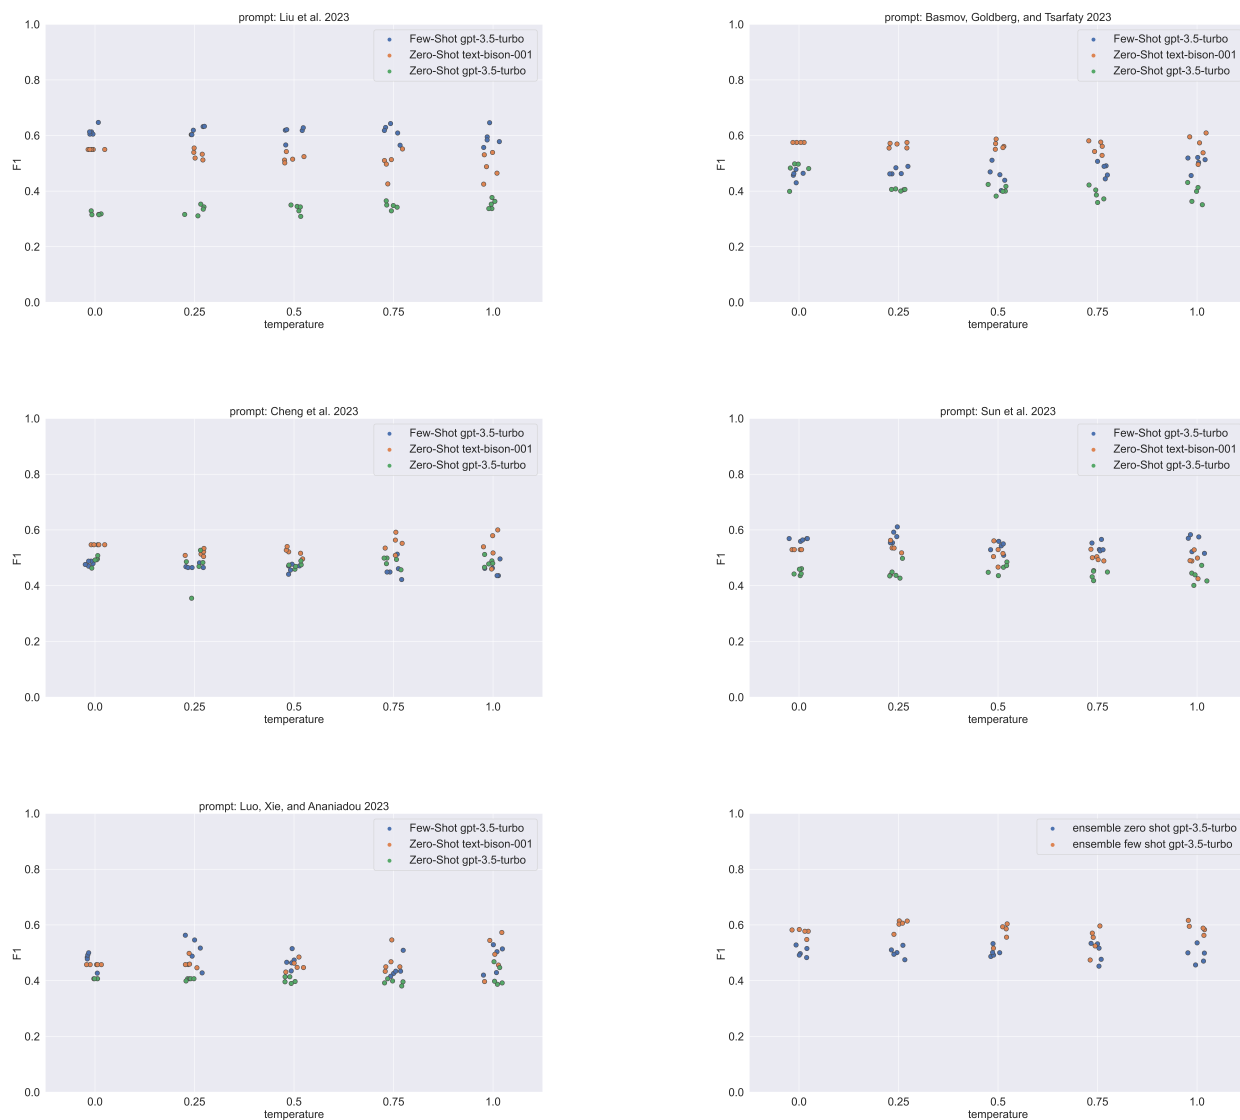 prompt: Liu et al. 2023
1.0
0.8
0.6
0.4
0.2
0.0
F1
Few-Shot gpt-3.5-turbo
Zero-Shot text-bison-001
Zero-Shot gpt-3.5-turbo
0.0 0.25 0.5 0.75 1.0
temperature
prompt: Basmov, Goldberg, and Tsarfaty 2023
1.0
0.8
0.6
0.4
0.2
0.0
F1
Few-Shot gpt-3.5-turbo
Zero-Shot text-bison-001
Zero-Shot gpt-3.5-turbo
0.0 0.25 0.5 0.75 1.0
temperature
prompt: Cheng et al. 2023
1.0
0.8
0.6
0.4
0.2
0.0
F1
Few-Shot gpt-3.5-turbo
Zero-Shot text-bison-001
Zero-Shot gpt-3.5-turbo
0.0 0.25 0.5 0.75 1.0
temperature
prompt: Sun et al. 2023
1.0
0.8
0.6
0.4
0.2
0.0
F1
Few-Shot gpt-3.5-turbo
Zero-Shot text-bison-001
Zero-Shot gpt-3.5-turbo
0.0 0.25 0.5 0.75 1.0
temperature
prompt: Luo, Xie, and Ananiadou 2023
1.0
0.8
0.6
0.4
0.2
0.0
F1
Few-Shot gpt-3.5-turbo
Zero-Shot text-bison-001
Zero-Shot gpt-3.5-turbo
0.0 0.25 0.5 0.75 1.0
temperature
1.0
0.8
0.6
0.4
0.2
0.0
F1
ensemble zero shot gpt-3.5-turbo
ensemble few shot gpt-3.5-turbo
0.0 0.25 0.5 0.75 1.0
temperature